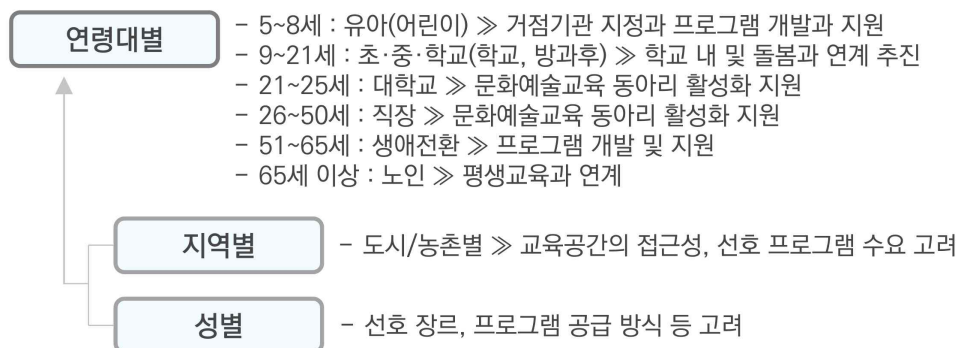 연령대별
- 5~8세 : 유아(어린이) ≫ 거점기관 지정과 프로그램 개발과 지원
- 9~21세 : 초·중·학교(학교, 방과후) ≫ 학교 내 및 돌봄과 연계 추진
- 21~25세 : 대학교 ≫ 문화예술교육 동아리 활성화 지원
- 26~50세 : 직장 ≫ 문화예술교육 동아리 활성화 지원
- 51~65세 : 생애전환 ≫ 프로그램 개발 및 지원
- 65세 이상 : 노인 ≫ 평생교육과 연계
지역별
- 도시/농촌별 ≫ 교육공간의 접근성, 선호 프로그램 수요 고려
성별
- 선호 장르, 프로그램 공급 방식 등 고려